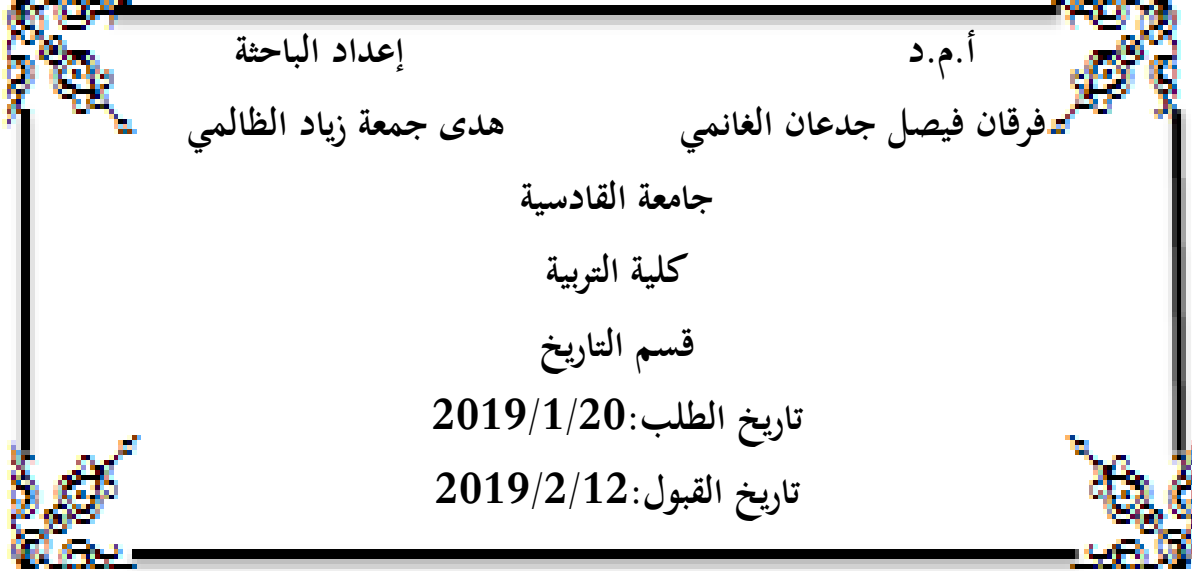 أ.م.د إعداد الباحثة
فرقان فيصل جدعان الغانمي هدى جمعة زياد الظالمي
جامعة القادسية
كلية التربية
قسم التاريخ
تاريخ الطلب:2019/1/20
تاريخ القبول:2019/2/12